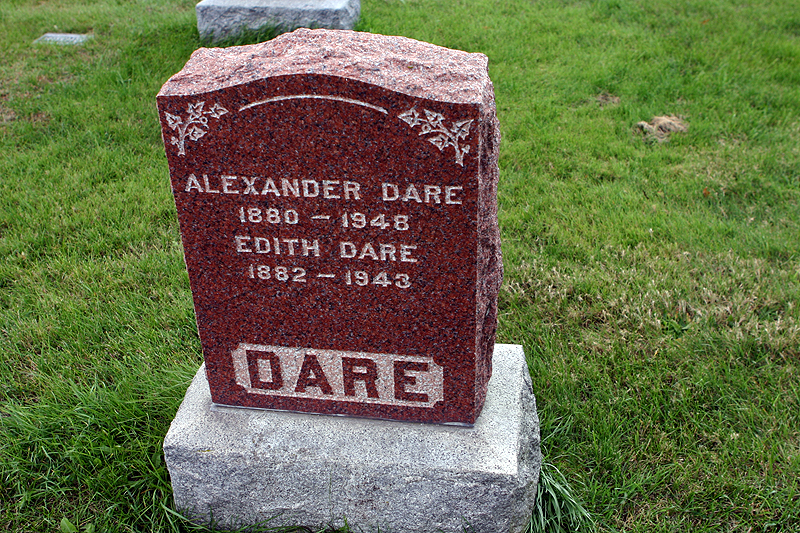 ALEXANDER DARE
1880 – 1948
EDITH DARE
1882 – 1943
DARE